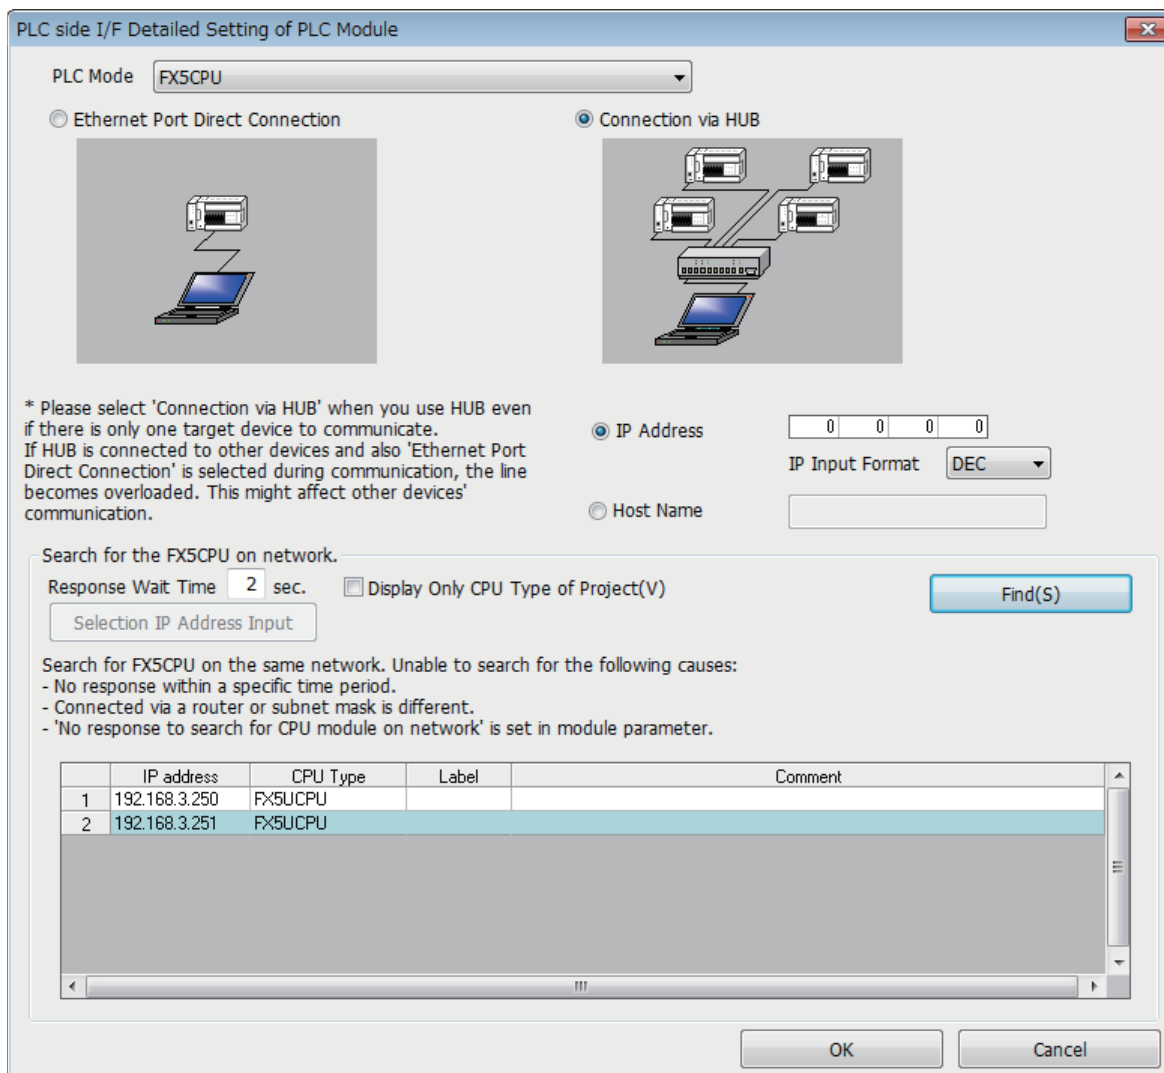 PLC side I/F Detailed Setting of PLC Module
PLC Mode FX5CPU
Ethernet Port Direct Connection
Connection via HUB
* Please select 'Connection via HUB' when you use HUB even
if there is only one target device to communicate.
If HUB is connected to other devices and also 'Ethernet Port
Direct Connection' is selected during communication, the line
becomes overloaded. This might affect other devices'
communication.
IP Address 0 0 0 0
IP Input Format DEC
Host Name
Search for the FX5CPU on network.
Response Wait Time 2 sec. Display Only CPU Type of Project(V)
Find(S)
Selection IP Address Input
Search for FX5CPU on the same network. Unable to search for the following causes:
- No response within a specific time period.
- Connected via a router or subnet mask is different.
- 'No response to search for CPU module on network' is set in module parameter.
IP address CPU Type Label Comment
1 192.168.3.250 FX5UCPU
2 192.168.3.251 FX5UCPU
OK Cancel